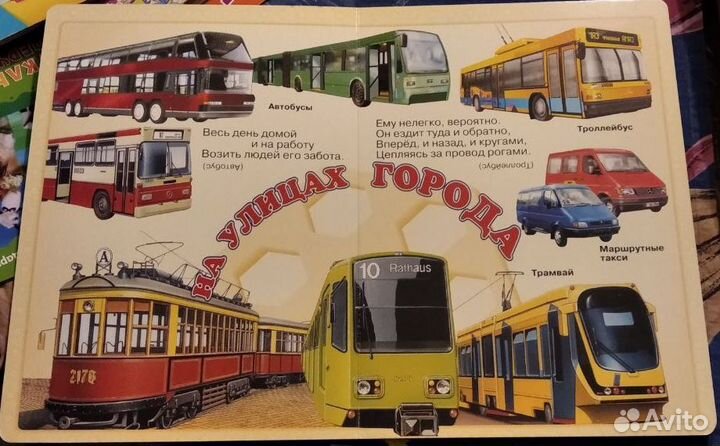 Автобусы
Троллейбус
Весь день домой
и на работу
Возить людей его забота.
(Автобус)
Ему нелегко, вероятно.
Он ездит туда и обратно,
Вперёд, и назад, и кругами,
Цепляясь за провод рогами.
(Троллейбус)
НА УЛИЦАХ ГОРОДА
Маршрутные
такси
Трамвай
А
2176
10 Rathaus
Avito